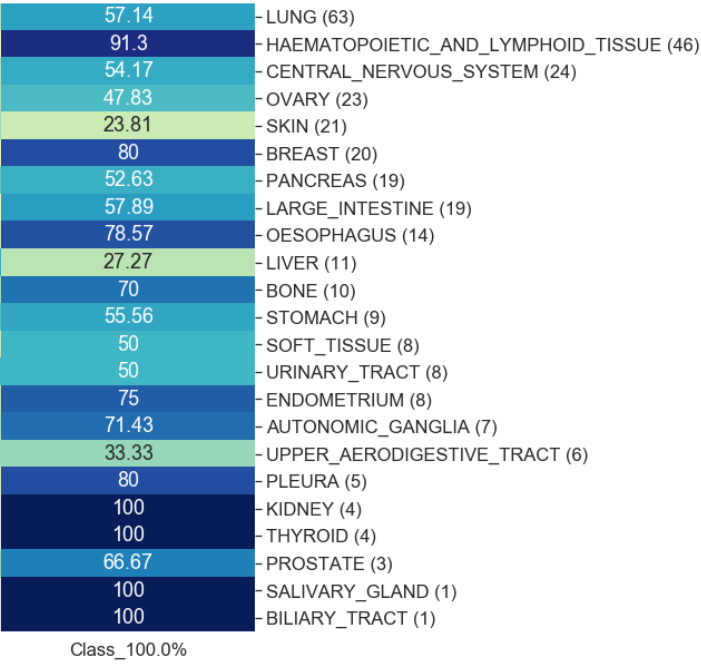 57.14 LUNG (63)
91.3 HAEMATOPOIETIC_AND_LYMPHOID_TISSUE (46)
54.17 CENTRAL_NERVOUS_SYSTEM (24)
47.83 OVARY (23)
23.81 SKIN (21)
80 BREAST (20)
52.63 PANCREAS (19)
57.89 LARGE_INTESTINE (19)
78.57 OESOPHAGUS (14)
27.27 LIVER (11)
70 BONE (10)
55.56 STOMACH (9)
50 SOFT_TISSUE (8)
50 URINARY_TRACT (8)
75 ENDOMETRIUM (8)
71.43 AUTONOMIC_GANGLIA (7)
33.33 UPPER_AERODIGESTIVE_TRACT (6)
80 PLEURA (5)
100 KIDNEY (4)
100 THYROID (4)
66.67 PROSTATE (3)
100 SALIVARY_GLAND (1)
100 BILIARY_TRACT (1)
Class_100.0%